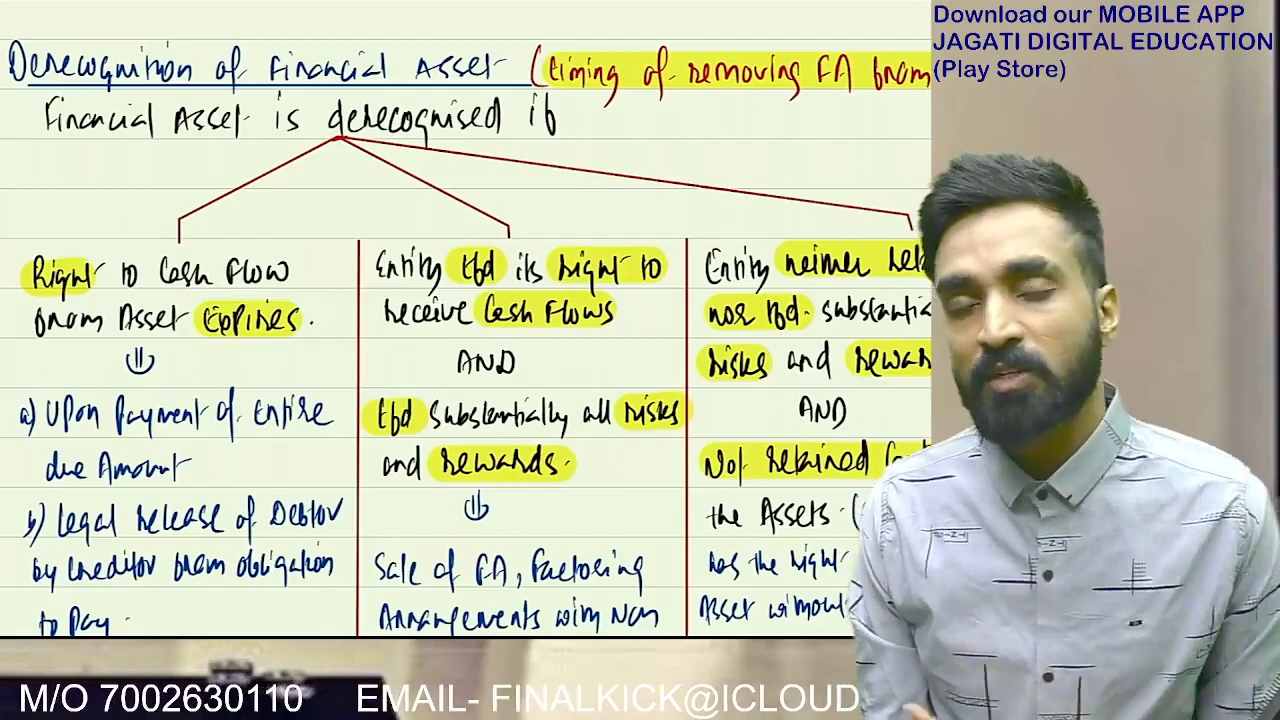 Download our MOBILE APP
JAGATI DIGITAL EDUCATION
(Play Store)
Derecognition of Financial Asset (timing of removing FA from
Financial Asset is derecognised if
Right to Cash Flow
from Asset Expires.
a) Upon Payment of Entire
due Amount
b) Legal release of Debtor
by creditor from obligation
to Pay.
Entity tfd its right to
receive Cash Flows
AND
tfd substantially all risks
and rewards.
Sale of FA, Factoring
Arrangements with Non
Entity neither
nor tfd. substantia
risks and reward
AND
Not retained
the Assets. (
has the right
Asset without
M/O 7002630110 EMAIL- FINALKICK@ICLOUD